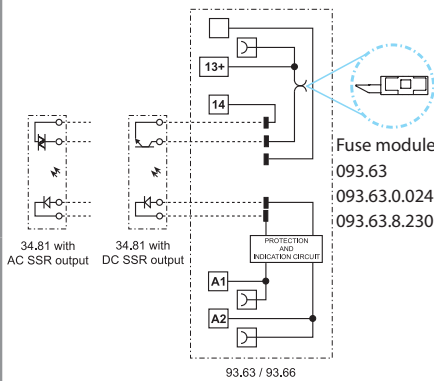 13+
14
Fuse module
093.63
093.63.0.024
093.63.8.230
34.81 with
AC SSR output
34.81 with
DC SSR output
PROTECTION
AND
INDICATION CIRCUIT
A1
A2
93.63 / 93.66